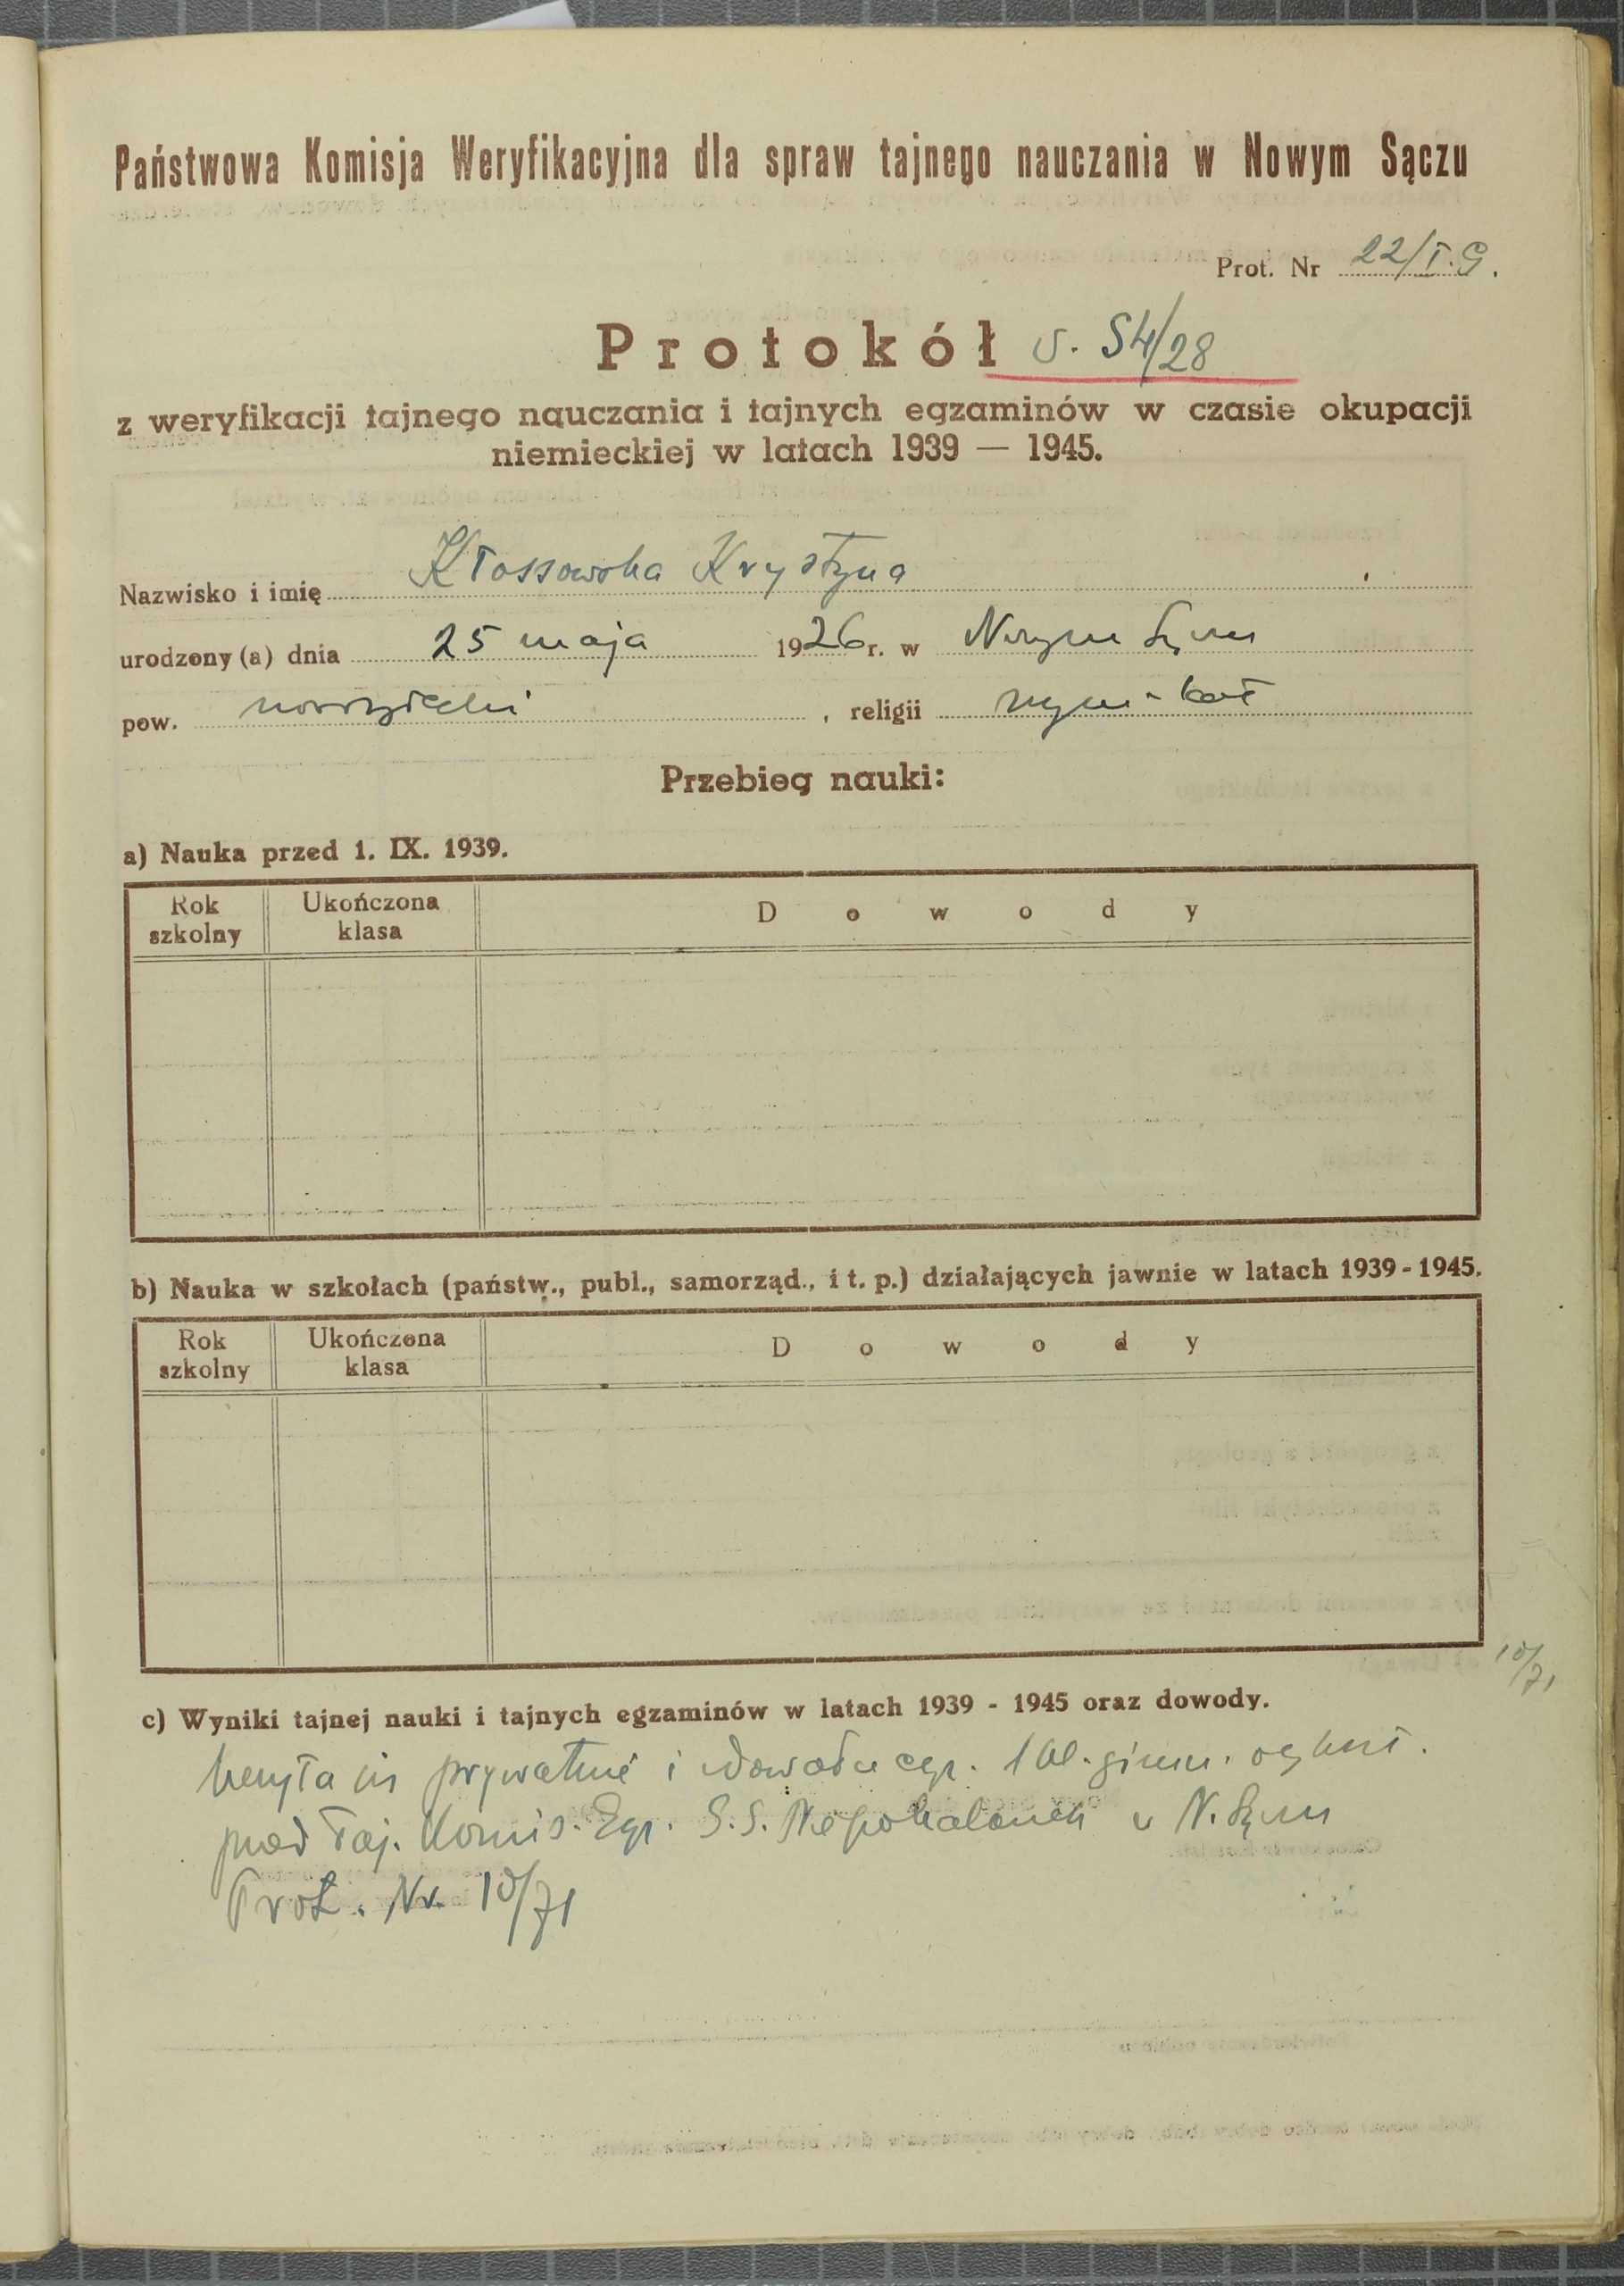 Państwowa Komisja Weryfikacyjna dla spraw tajnego nauczania w Nowym Sączu
Prot. Nr 22/I.G.
Protokół v. 54/28
z weryfikacji tajnego nauczania i tajnych egzaminów w czasie okupacji
niemieckiej w latach 1939 — 1945.
Nazwisko i imię Kłossowska Krystyna
urodzony (a) dnia 25 maja 1926 r. w Nowym Sączu
pow. nowosądecki, religii rzym-kat
Przebieg nauki:
a) Nauka przed 1. IX. 1939.
Rok szkolny Ukończona klasa Dowody
b) Nauka w szkołach (państw., publ., samorząd., i t. p.) działających jawnie w latach 1939-1945.
Rok szkolny Ukończona klasa Dowody
10/71
c) Wyniki tajnej nauki i tajnych egzaminów w latach 1939 - 1945 oraz dowody.
Uczyła się prywatnie i zdawała egz. 1 kl. gimn. og kszt.
przed Taj. Komis. Egz. S.S. Niepokalanek w N. Sączu
Prot. Nr. 10/71